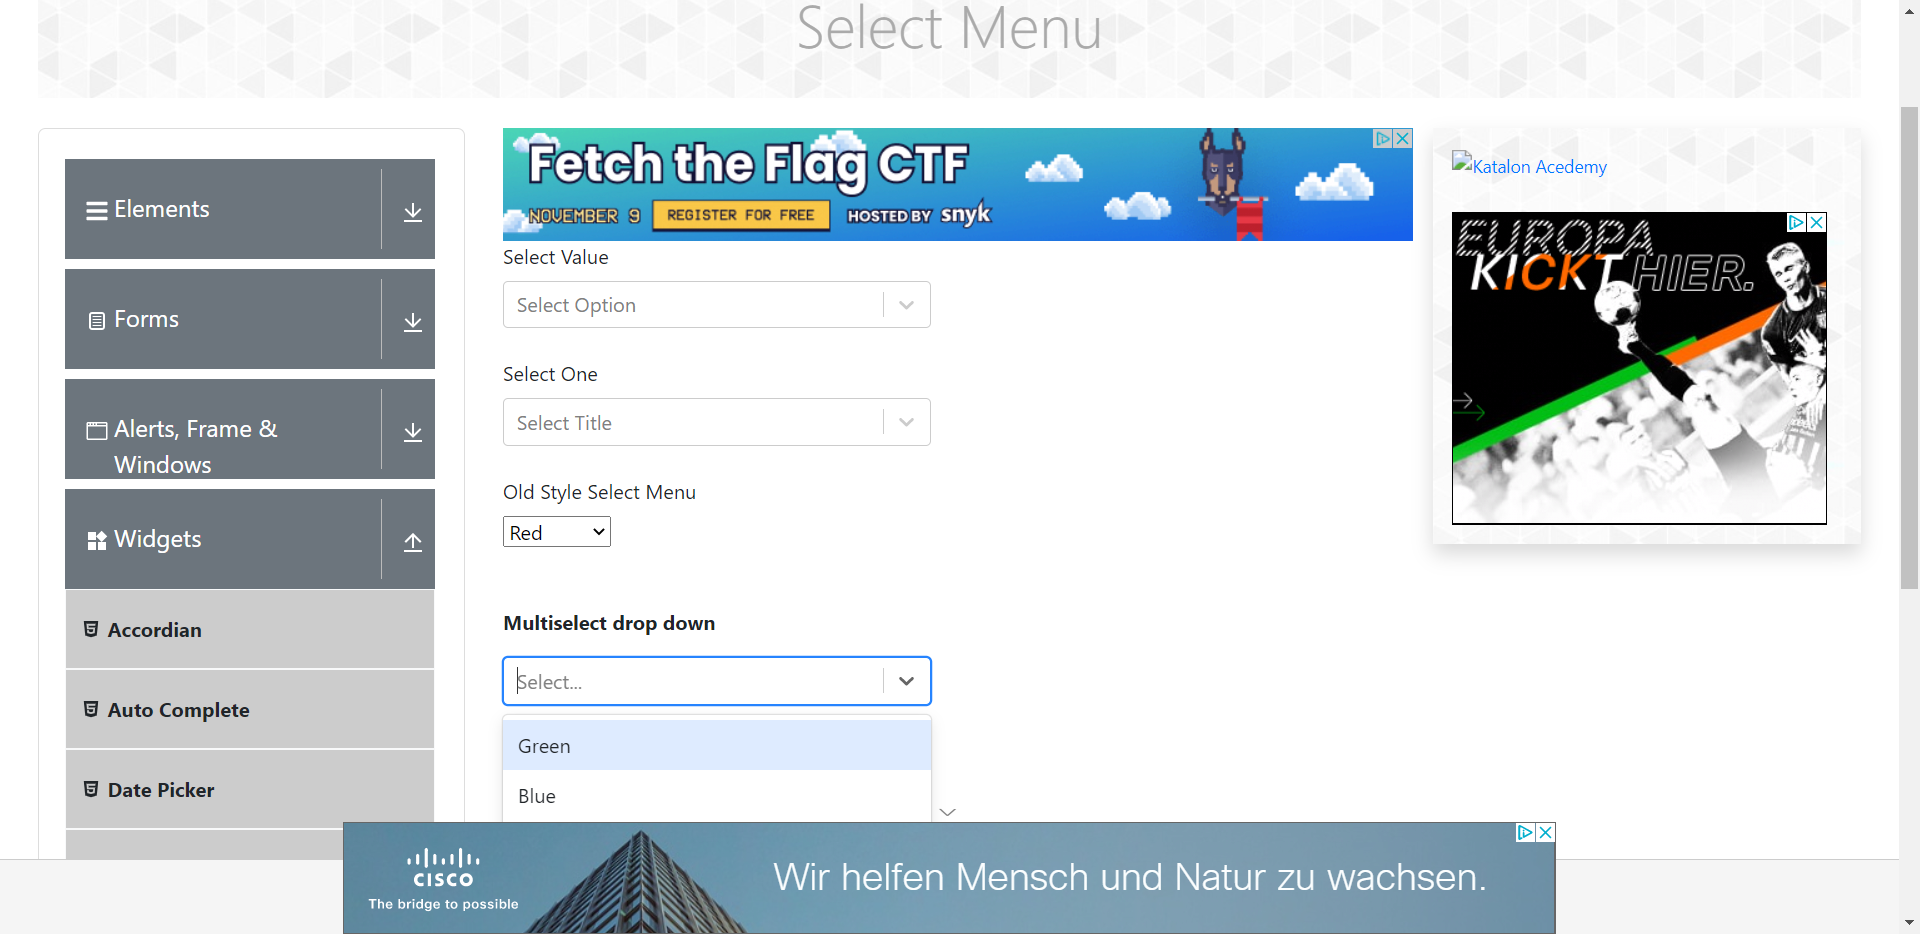 Select Menu
Elements
Forms
Alerts, Frame &
Windows
Widgets
Accordian
Auto Complete
Date Picker
Fetch the Flag CTF
NOVEMBER 9 REGISTER FOR FREE HOSTED BY snyk
Select Value
Select Option
Select One
Select Title
Old Style Select Menu
Red
Multiselect drop down
Select...
Green
Blue
Katalon Acedemy
EUROPA
KICKT HIER.
CISCO
The bridge to possible
Wir helfen Mensch und Natur zu wachsen.